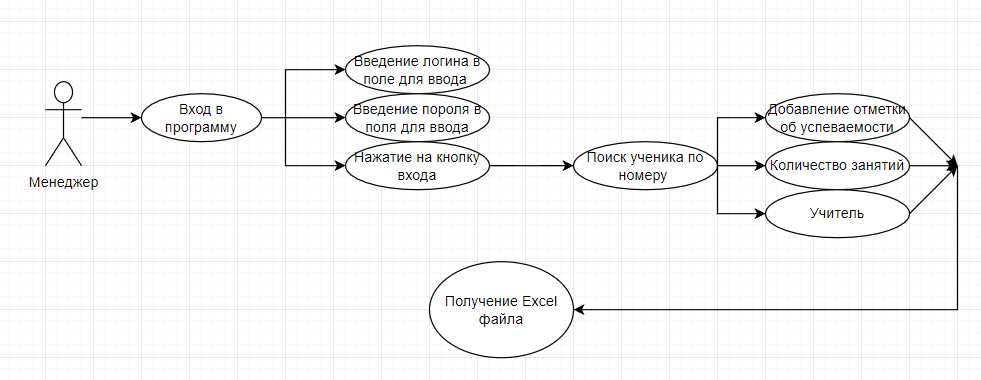 Менеджер
Вход в
программу
Введение логина в
поле для ввода
Введение пороля в
поля для ввода
Нажатие на кнопку
входа
Поиск ученика по
номеру
Добавление отметки
об успеваемости
Количество занятий
Учитель
Получение Excel
файла